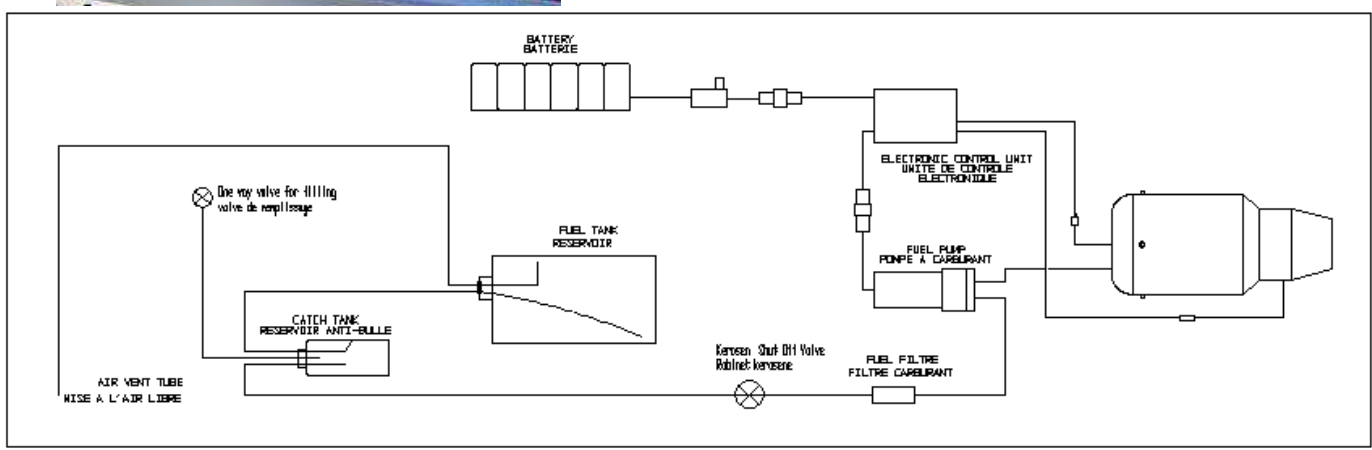 BATTERY
BATTERIE
ELECTRONIC CONTROL UNIT
UNITE DE CONTROLE
ELECTRONIQUE
One way valve for filling
valve de remplissage
FUEL TANK
RESERVOIR
FUEL PUMP
POMPE A CARBURANT
CATCH TANK
RESERVOIR ANTI-BULLE
Kerosen Shut Off Valve
Robinet kerosene
FUEL FILTRE
FILTRE CARBURANT
AIR VENT TUBE
MISE A L'AIR LIBRE